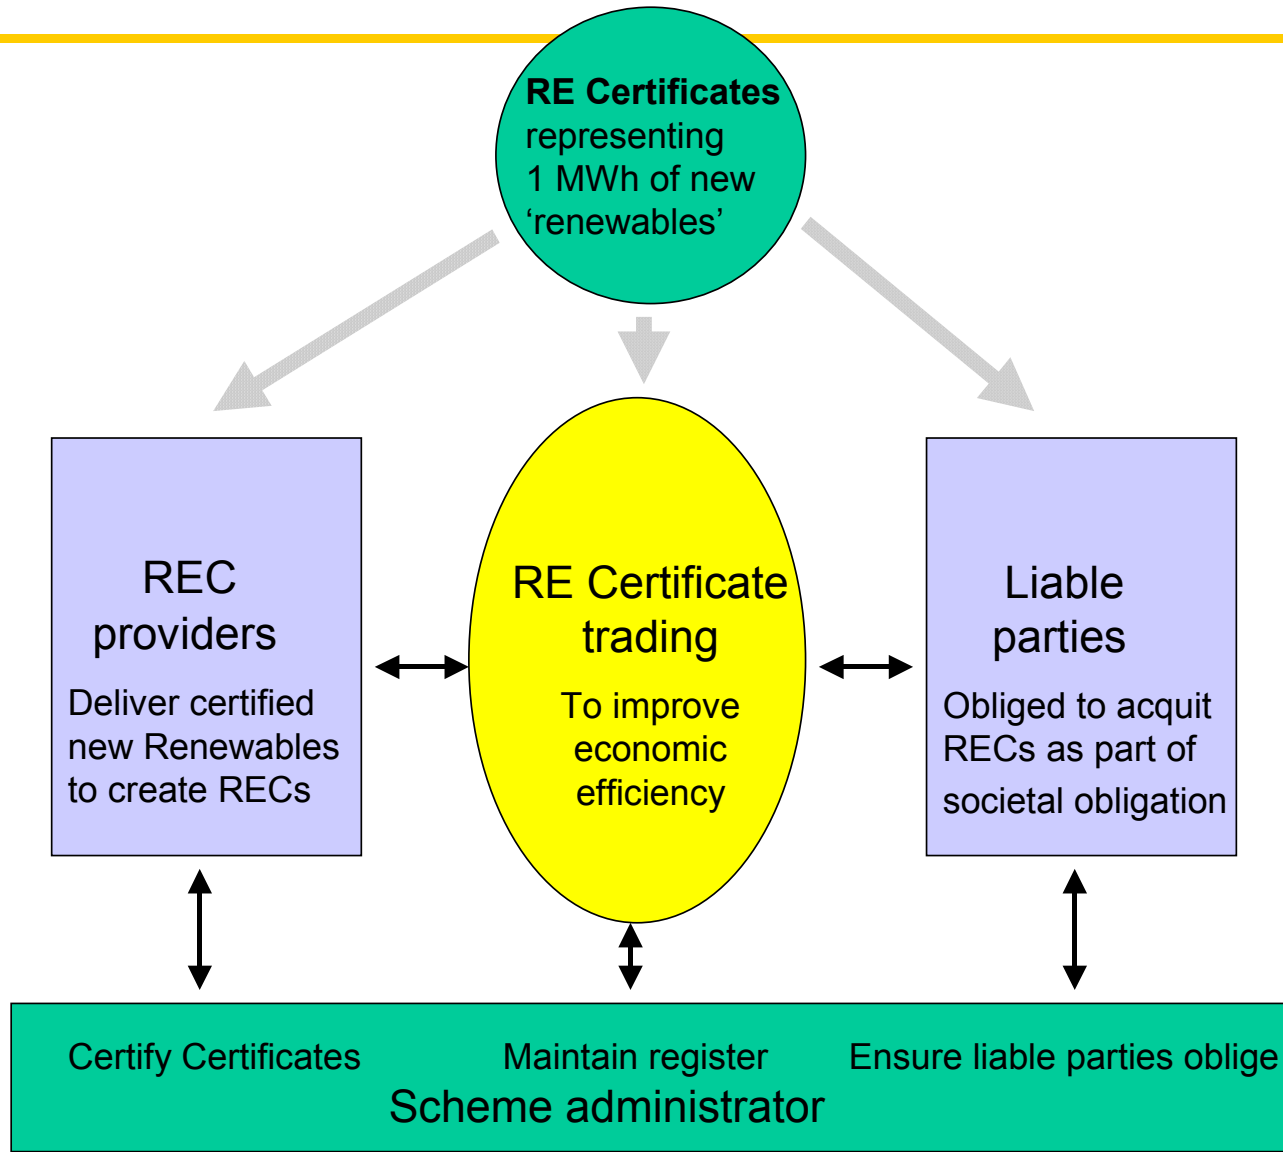 RE Certificates
representing
1 MWh of new
‘renewables’
REC
providers
Deliver certified
new Renewables
to create RECs
RE Certificate
trading
To improve
economic
efficiency
Liable
parties
Obliged to acquit
RECs as part of
societal obligation
Certify Certificates
Maintain register
Ensure liable parties oblige
Scheme administrator